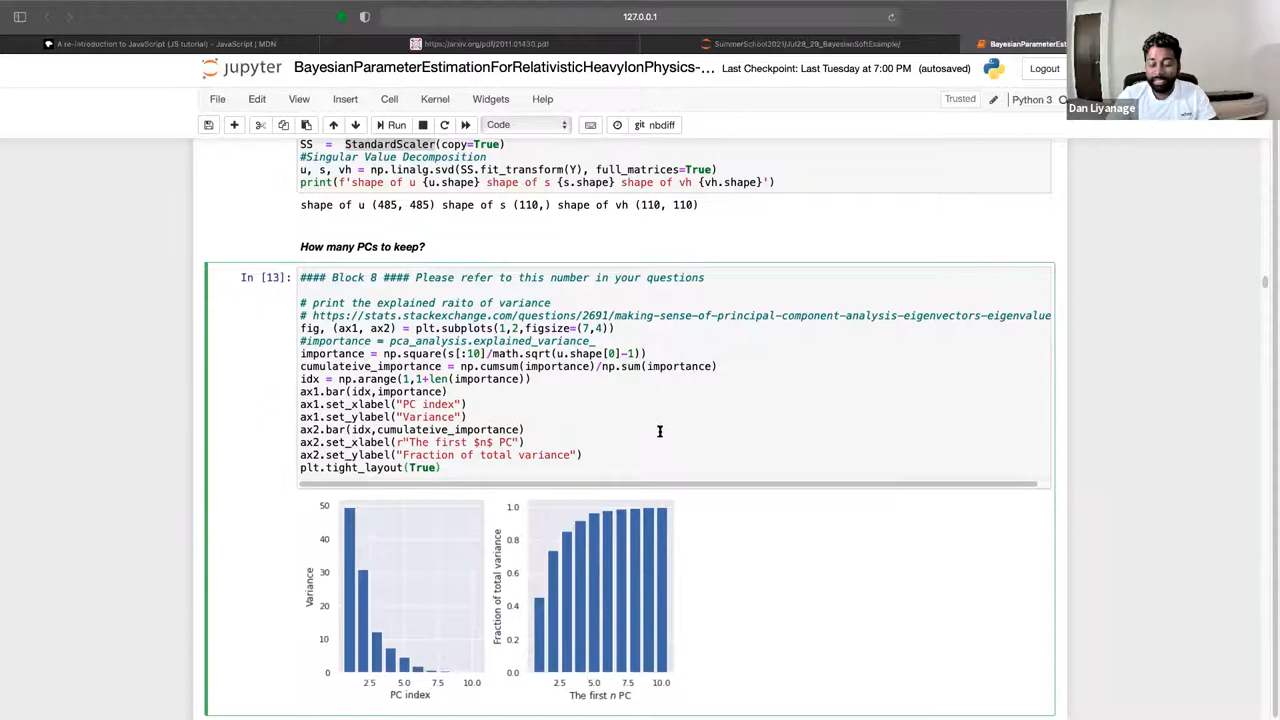 127.0.0.1
A re-introduction to JavaScript (JS tutorial) - JavaScript | MDN
https://arxiv.org/pdf/2011.01430.pdf
SummerSchool2021/Jul28_29_BayesianSoftExample/
BayesianParameterEsti
jupyter
BayesianParameterEstimationForRelativisticHeavyIonPhysics-...
Last Checkpoint: Last Tuesday at 7:00 PM (autosaved)
Logout
Dan Liyanage
File Edit View Insert Cell Kernel Widgets Help
Trusted
Python 3
Run
Code
git nbdiff
SS = StandardScaler(copy=True)
#Singular Value Decomposition
u, s, vh = np.linalg.svd(SS.fit_transform(Y), full_matrices=True)
print(f'shape of u {u.shape} shape of s {s.shape} shape of vh {vh.shape}')
shape of u (485, 485) shape of s (110,) shape of vh (110, 110)
How many PCs to keep?
In [13]:
#### Block 8 #### Please refer to this number in your questions
# print the explained raito of variance
# https://stats.stackexchange.com/questions/2691/making-sense-of-principal-component-analysis-eigenvectors-eigenvalue
fig, (ax1, ax2) = plt.subplots(1,2,figsize=(7,4))
#importance = pca_analysis.explained_variance_
importance = np.square(s[:10]/math.sqrt(u.shape[0]-1))
cumulateive_importance = np.cumsum(importance)/np.sum(importance)
idx = np.arange(1,1+len(importance))
ax1.bar(idx,importance)
ax1.set_xlabel("PC index")
ax1.set_ylabel("Variance")
ax2.bar(idx,cumulateive_importance)
ax2.set_xlabel(r"The first $n$ PC")
ax2.set_ylabel("Fraction of total variance")
plt.tight_layout(True)
50
40
30
20
10
0
Variance
2.5 5.0 7.5 10.0
PC index
1.0
0.8
0.6
0.4
0.2
0.0
Fraction of total variance
2.5 5.0 7.5 10.0
The first n PC